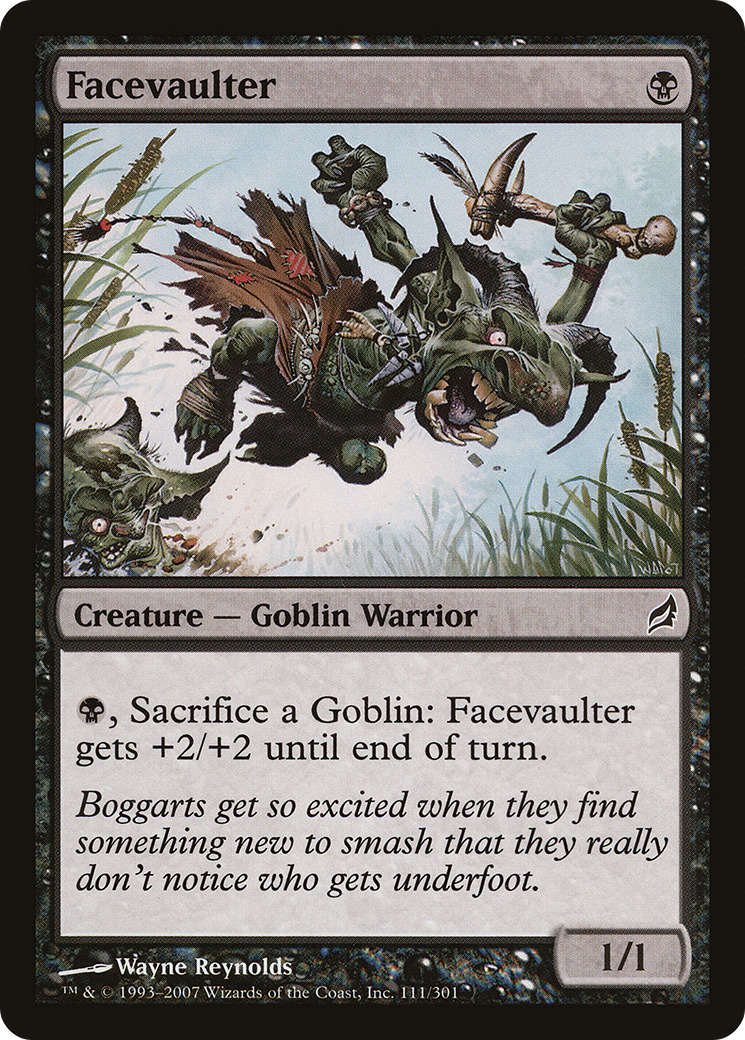 Facevaulter
WAR07
Creature — Goblin Warrior
, Sacrifice a Goblin: Facevaulter
gets +2/+2 until end of turn.
Boggarts get so excited when they find
something new to smash that they really
don't notice who gets underfoot.
1/1
Wayne Reynolds
™ & © 1993–2007 Wizards of the Coast, Inc. 111/301